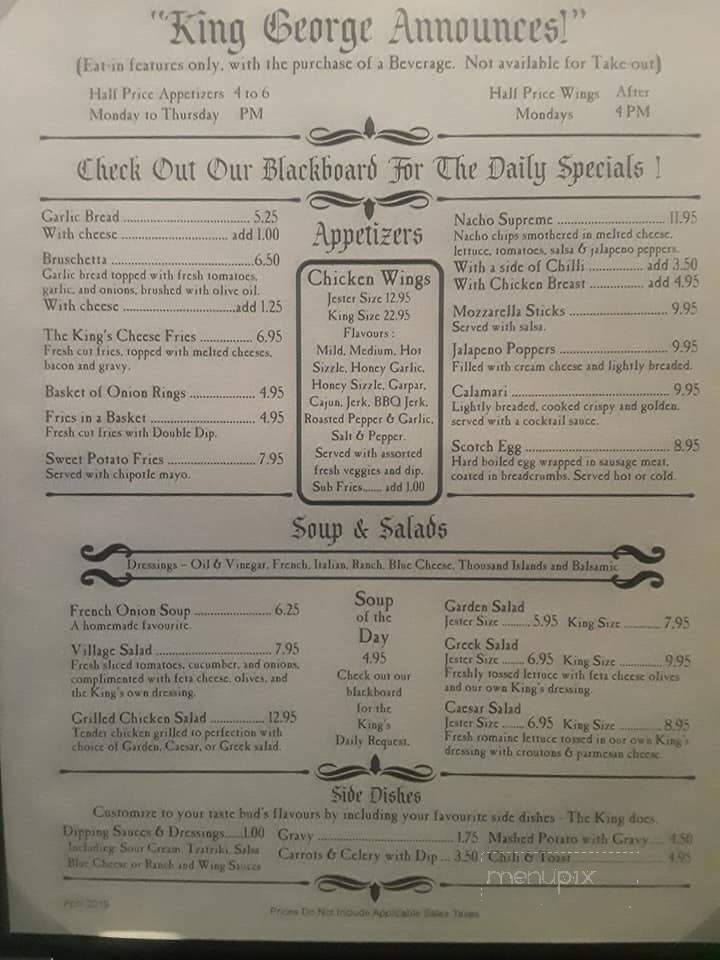 "King George Announces!"
(Eat-in features only, with the purchase of a Beverage. Not available for Take out)
Half Price Appetizers 4 to 6
Monday to Thursday PM
Half Price Wings After
Mondays 4 PM
Check Out Our Blackboard For The Daily Specials !
Garlic Bread ................................ 5.25
With cheese ........................... add 1.00
Bruschetta ....................................6.50
Garlic bread topped with fresh tomatoes,
garlic, and onions, brushed with olive oil.
With cheese ............................add 1.25
The King's Cheese Fries ............. 6.95
Fresh cut fries, topped with melted cheeses,
bacon and gravy.
Basket of Onion Rings ................. 4.95
Fries in a Basket ........................... 4.95
Fresh cut fries with Double Dip.
Sweet Potato Fries ...................... 7.95
Served with chipotle mayo.
Appetizers
Chicken Wings
Jester Size 12.95
King Size 22.95
Flavours :
Mild, Medium, Hot
Sizzle, Honey Garlic,
Honey Sizzle, Garpar,
Cajun, Jerk, BBQ Jerk,
Roasted Pepper & Garlic,
Salt & Pepper.
Served with assorted
fresh veggies and dip.
Sub Fries....... add 1.00
Nacho Supreme .................................. 11.95
Nacho chips smothered in melted cheese,
lettuce, tomatoes, salsa & jalapeno peppers.
With a side of Chilli .................. add 3.50
With Chicken Breast .................. add 4.95
Mozzarella Sticks ............................. 9.95
Served with salsa.
Jalapeno Poppers ................................ 9.95
Filled with cream cheese and lightly breaded.
Calamari .............................................. 9.95
Lightly breaded, cooked crispy and golden,
served with a cocktail sauce.
Scotch Egg .......................................... 8.95
Hard boiled egg wrapped in sausage meat,
coated in breadcrumbs. Served hot or cold.
Soup & Salads
Dressings – Oil & Vinegar, French, Italian, Ranch, Blue Cheese, Thousand Islands and Balsamic
French Onion Soup .................... 6.25
A homemade favourite.
Village Salad .................................. 7.95
Fresh sliced tomatoes, cucumber, and onions,
complimented with feta cheese, olives, and
the King's own dressing.
Grilled Chicken Salad ............... 12.95
Tender chicken grilled to perfection with
choice of Garden, Caesar, or Greek salad.
Soup
of the
Day
4.95
Check out our
blackboard
for the
King's
Daily Request.
Garden Salad
Jester Size ........ 5.95 King Size ............ 7.95
Greek Salad
Jester Size ....... 6.95 King Size .............. 9.95
Freshly tossed lettuce with feta cheese olives
and our own King's dressing
Caesar Salad
Jester Size ....... 6.95 King Size .............. 8.95
Fresh romaine lettuce tossed in our own King's
dressing with croutons & parmesan cheese
Side Dishes
Customize to your taste bud's flavours by including your favourite side dishes - The King does.
Dipping Sauces & Dressings.....1.00
Including: Sour Cream, Tzatziki, Salsa
Blue Cheese or Ranch and Wing Sauces
Gravy ................................... 1.75
Carrots & Celery with Dip ... 3.50
Mashed Potato with Gravy.... 4.50
Chili & Toast ........................ 4.95
menupix
April 2015
Prices Do Not Include Applicable Sales Taxes